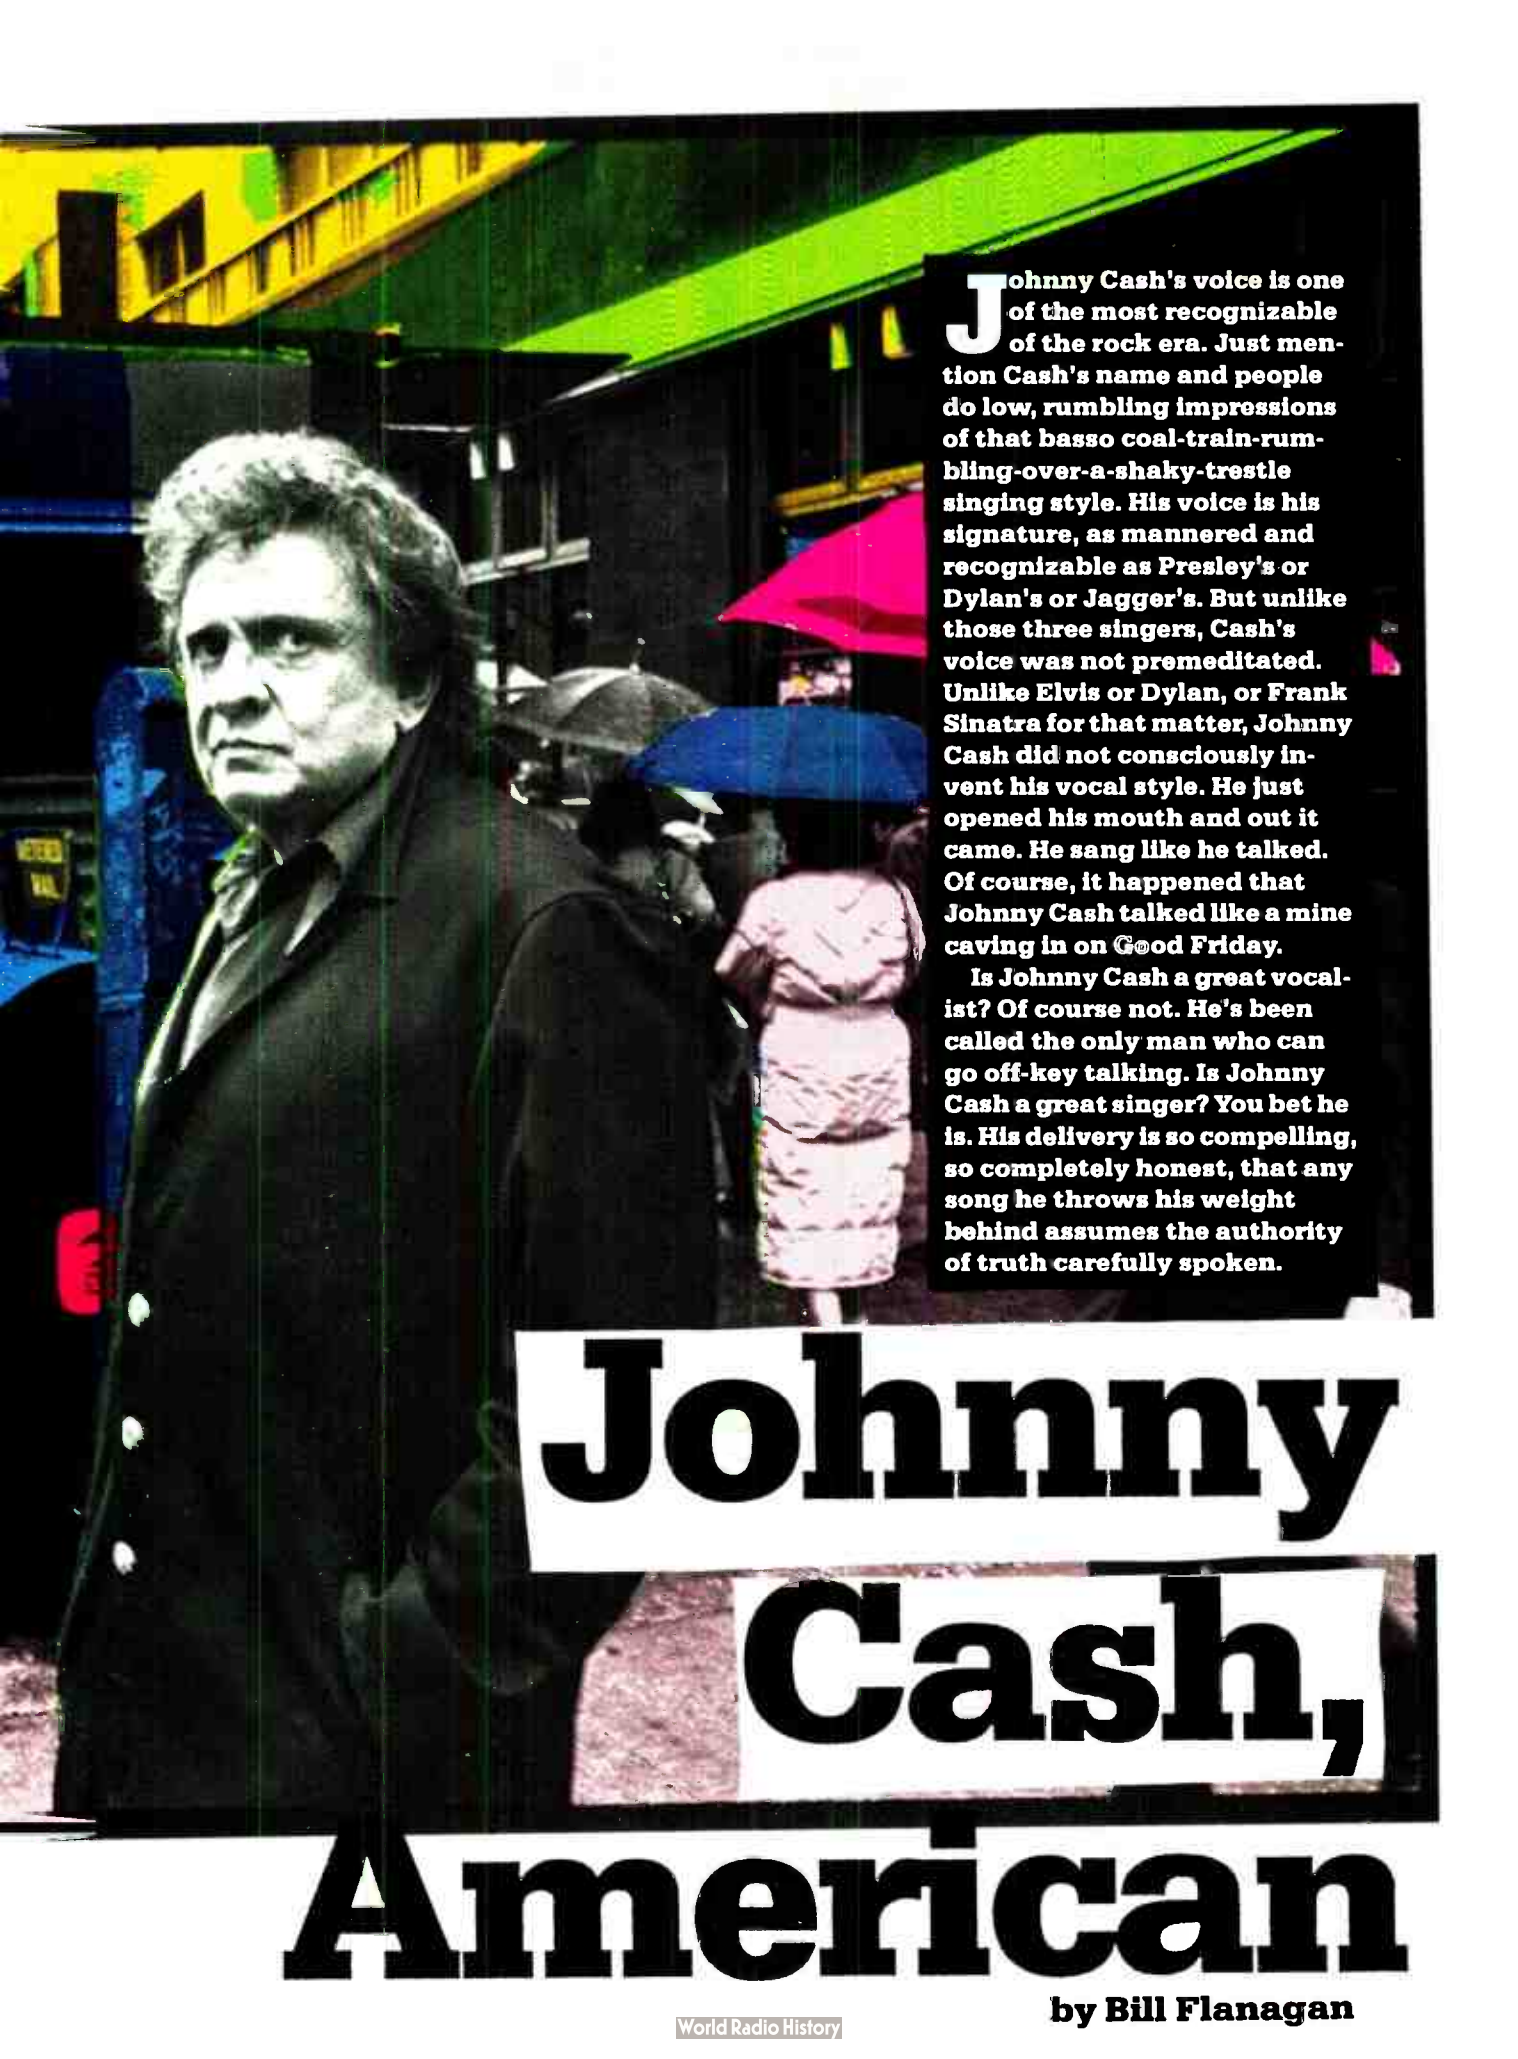 Johnny Cash's voice is one
of the most recognizable
of the rock era. Just men-
tion Cash's name and people
do low, rumbling impressions
of that basso coal-train-rum-
bling-over-a-shaky-trestle
singing style. His voice is his
signature, as mannered and
recognizable as Presley's or
Dylan's or Jagger's. But unlike
those three singers, Cash's
voice was not premeditated.
Unlike Elvis or Dylan, or Frank
Sinatra for that matter, Johnny
Cash did not consciously in-
vent his vocal style. He just
opened his mouth and out it
came. He sang like he talked.
Of course, it happened that
Johnny Cash talked like a mine
caving in on Good Friday.
Is Johnny Cash a great vocal-
ist? Of course not. He's been
called the only man who can
go off-key talking. Is Johnny
Cash a great singer? You bet he
is. His delivery is so compelling,
so completely honest, that any
song he throws his weight
behind assumes the authority
of truth carefully spoken.
METERED
MAIL
Johnny
Cash,
American
by Bill Flanagan
World Radio History